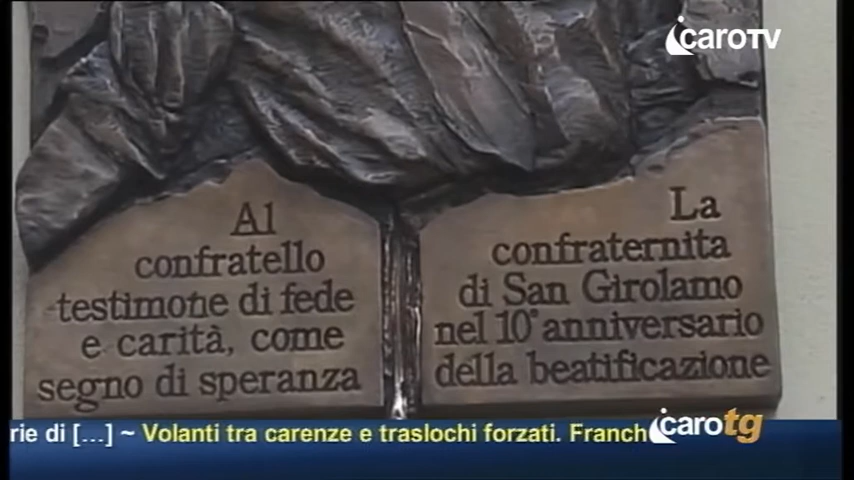 icaroTV
Al
confratello
testimone di fede
e carità, come
segno di speranza
La
confraternita
di San Girolamo
nel 10° anniversario
della beatificazione
rie di [...] ~ Volanti tra carenze e traslochi forzati. Franch
icarotg